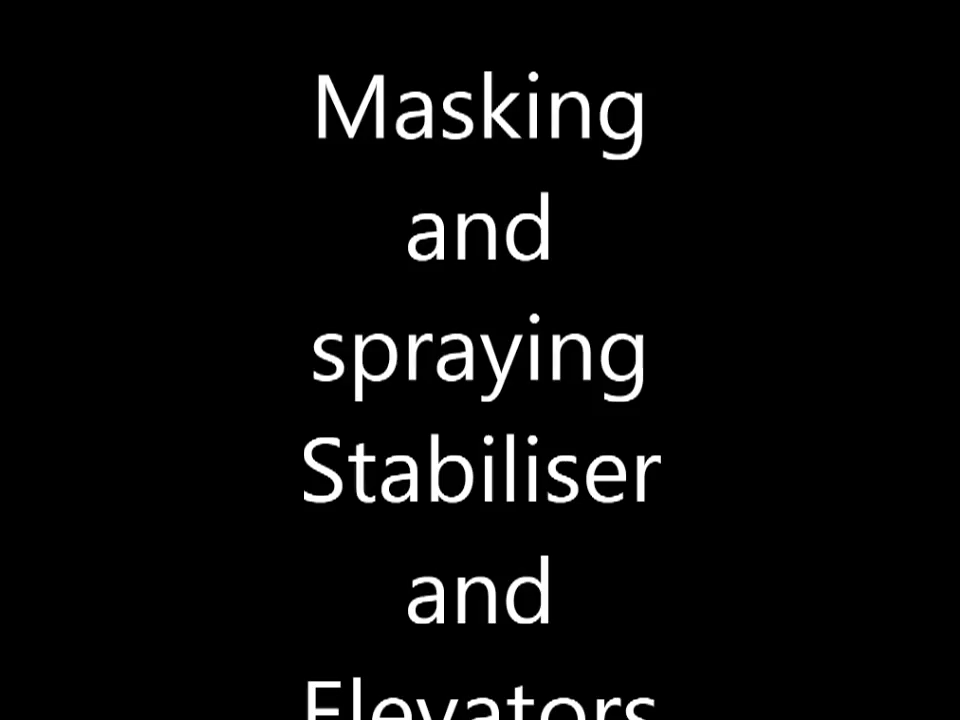 Masking
and
spraying
Stabiliser
and
Elevators